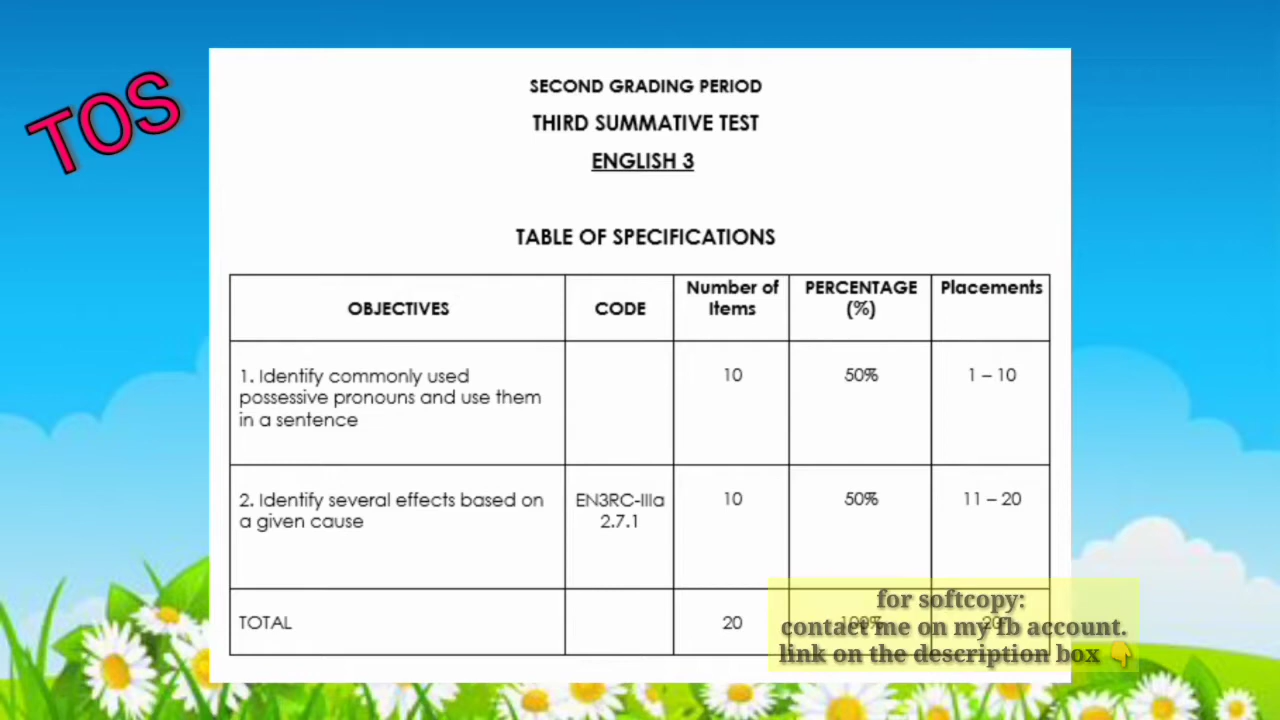 TOS
SECOND GRADING PERIOD
THIRD SUMMATIVE TEST
ENGLISH 3
TABLE OF SPECIFICATIONS
OBJECTIVES CODE Number of Items PERCENTAGE (%) Placements
1. Identify commonly used possessive pronouns and use them in a sentence 10 50% 1 – 10
2. Identify several effects based on a given cause EN3RC-IIIa 2.7.1 10 50% 11 – 20
TOTAL 20 100% 20
for softcopy:
contact me on my fb account.
link on the description box 👇